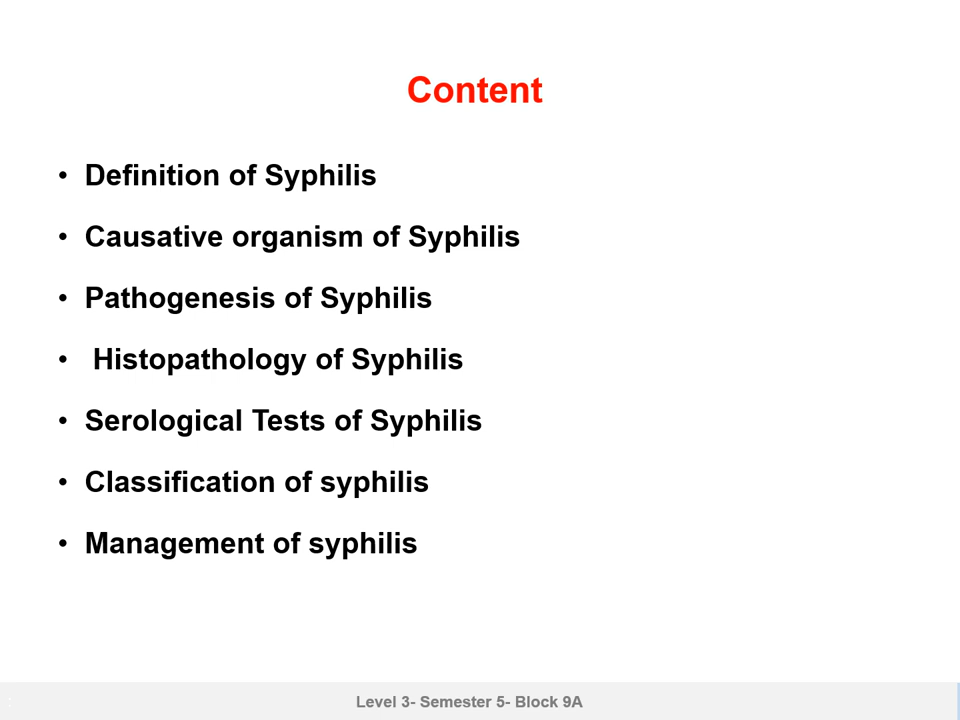 Content
• Definition of Syphilis
• Causative organism of Syphilis
• Pathogenesis of Syphilis
• Histopathology of Syphilis
• Serological Tests of Syphilis
• Classification of syphilis
• Management of syphilis
Level 3- Semester 5- Block 9A